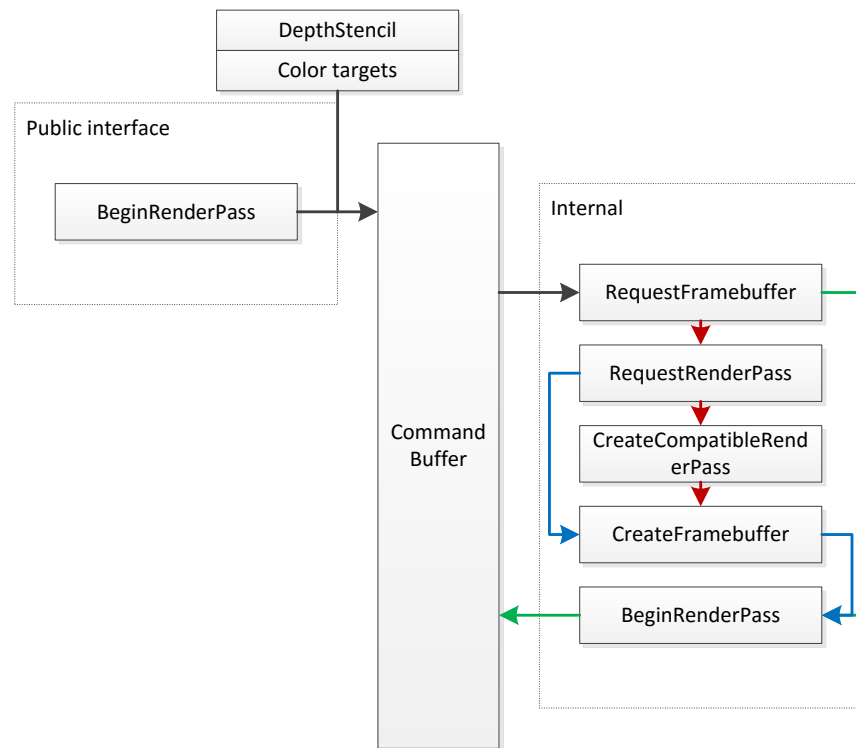 DepthStencil
Color targets
Public interface
BeginRenderPass
Command
Buffer
Internal
RequestFramebuffer
RequestRenderPass
CreateCompatibleRend
erPass
CreateFramebuffer
BeginRenderPass